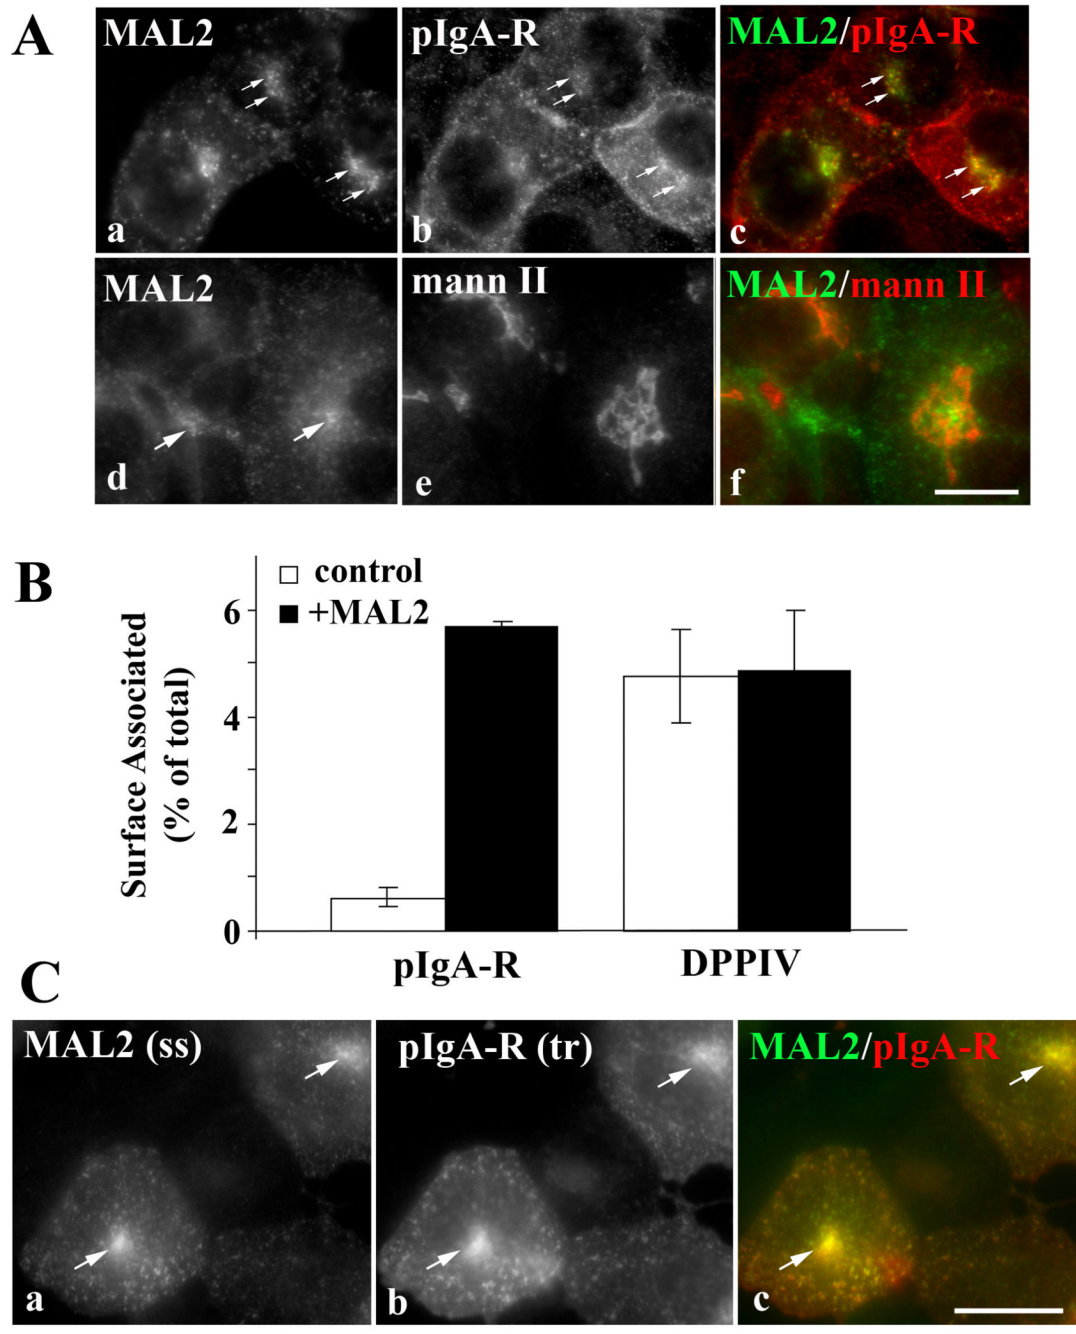 A
MAL2
pIgA-R
MAL2/pIgA-R
a
b
c
MAL2
mann II
MAL2/mann II
d
e
f
B
control
+MAL2
Surface Associated
(% of total)
6
4
2
0
pIgA-R
DPPIV
C
MAL2 (ss)
pIgA-R (tr)
MAL2/pIgA-R
a
b
c